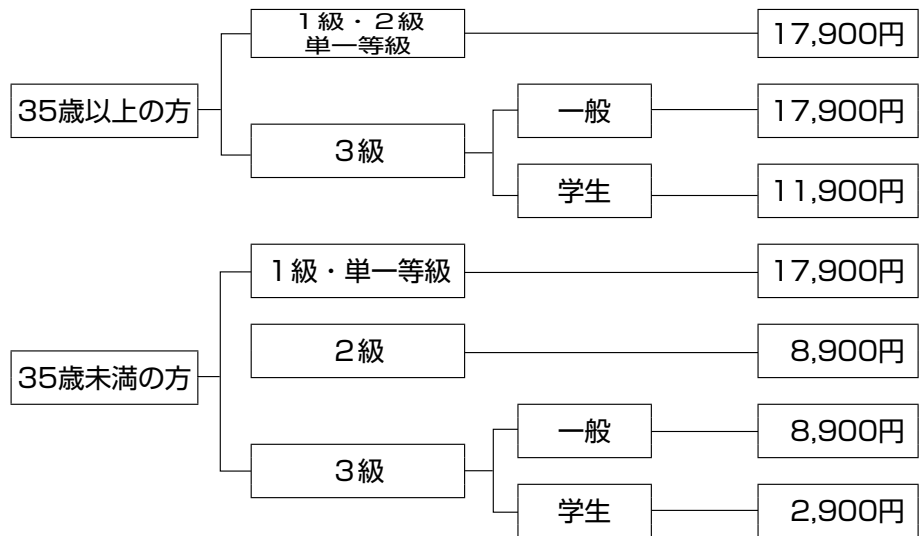 35歳以上の方
1級・2級
単一等級
17,900円
3級
一般
17,900円
学生
11,900円
35歳未満の方
1級・単一等級
17,900円
2級
8,900円
3級
一般
8,900円
学生
2,900円